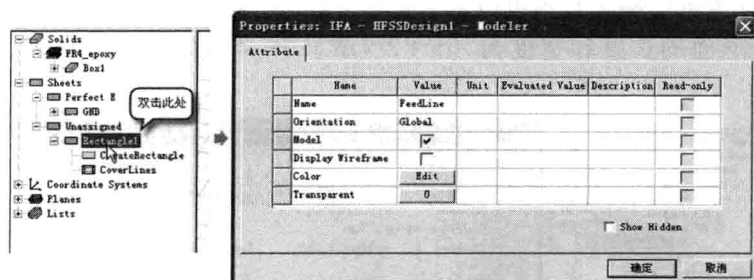 Solids
FR4_epoxy
Box1
Sheets
Perfect E
GND
Unassigned
Rectangle1
CreateRectangle
CoverLines
Coordinate Systems
Planes
Lists
双击此处
Properties: IFA - HFSSDesign1 - Modeler
Attribute
Name Value Unit Evaluated Value Description Read-only
Name FeedLine
Orientation Global
Model
Display Wireframe
Color Edit
Transparent 0
Show Hidden
确定 取消